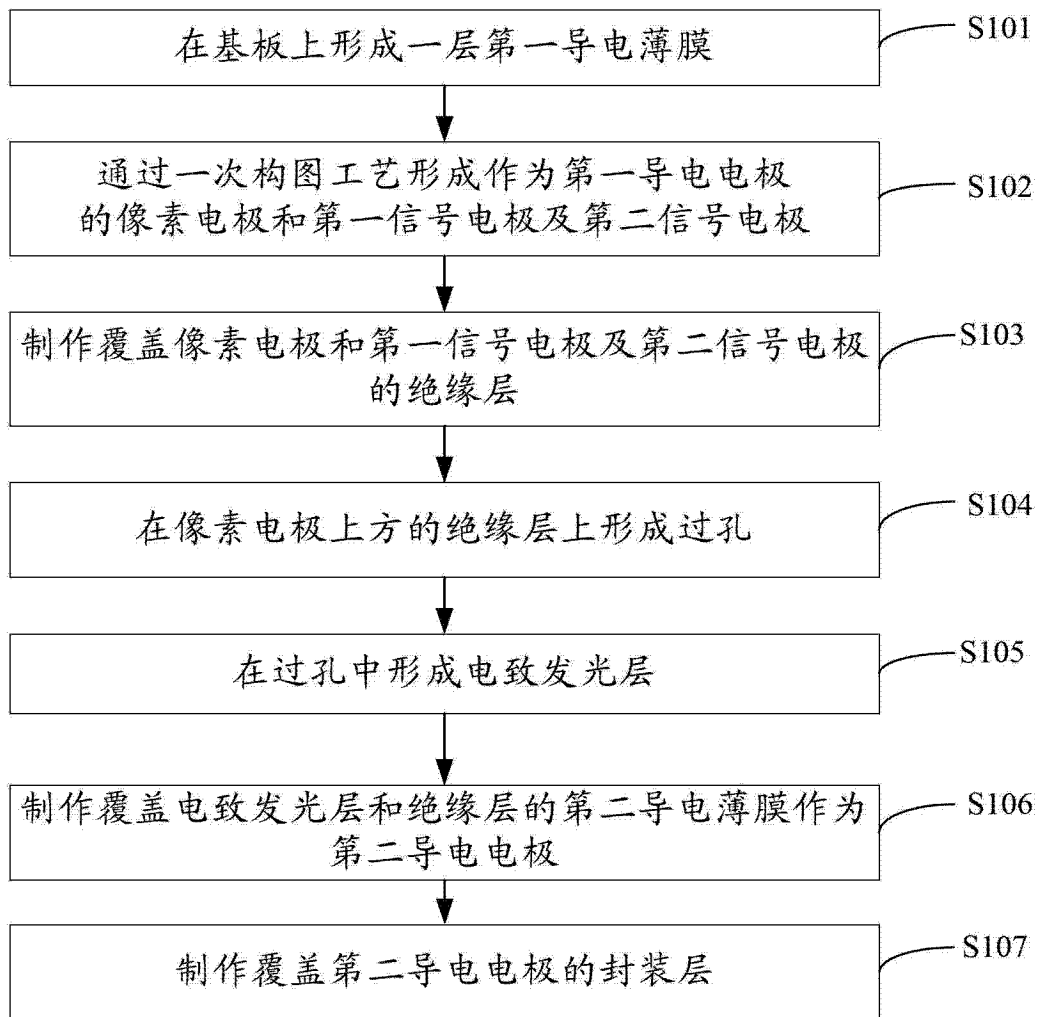 在基板上形成一层第一导电薄膜
S101
通过一次构图工艺形成作为第一导电电极
的像素电极和第一信号电极及第二信号电极
S102
制作覆盖像素电极和第一信号电极及第二信号电极
的绝缘层
S103
在像素电极上方的绝缘层上形成过孔
S104
在过孔中形成电致发光层
S105
制作覆盖电致发光层和绝缘层的第二导电薄膜作为
第二导电电极
S106
制作覆盖第二导电电极的封装层
S107